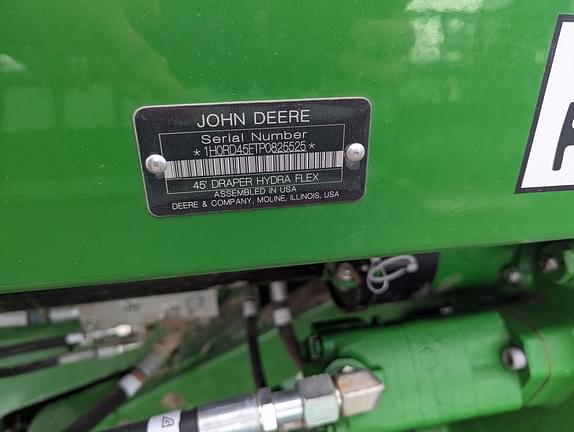 JOHN DEERE
Serial Number
*1H0RD45FTP0825525*
45' DRAPER HYDRA FLEX
ASSEMBLED IN USA
DEERE & COMPANY, MOLINE, ILLINOIS, USA